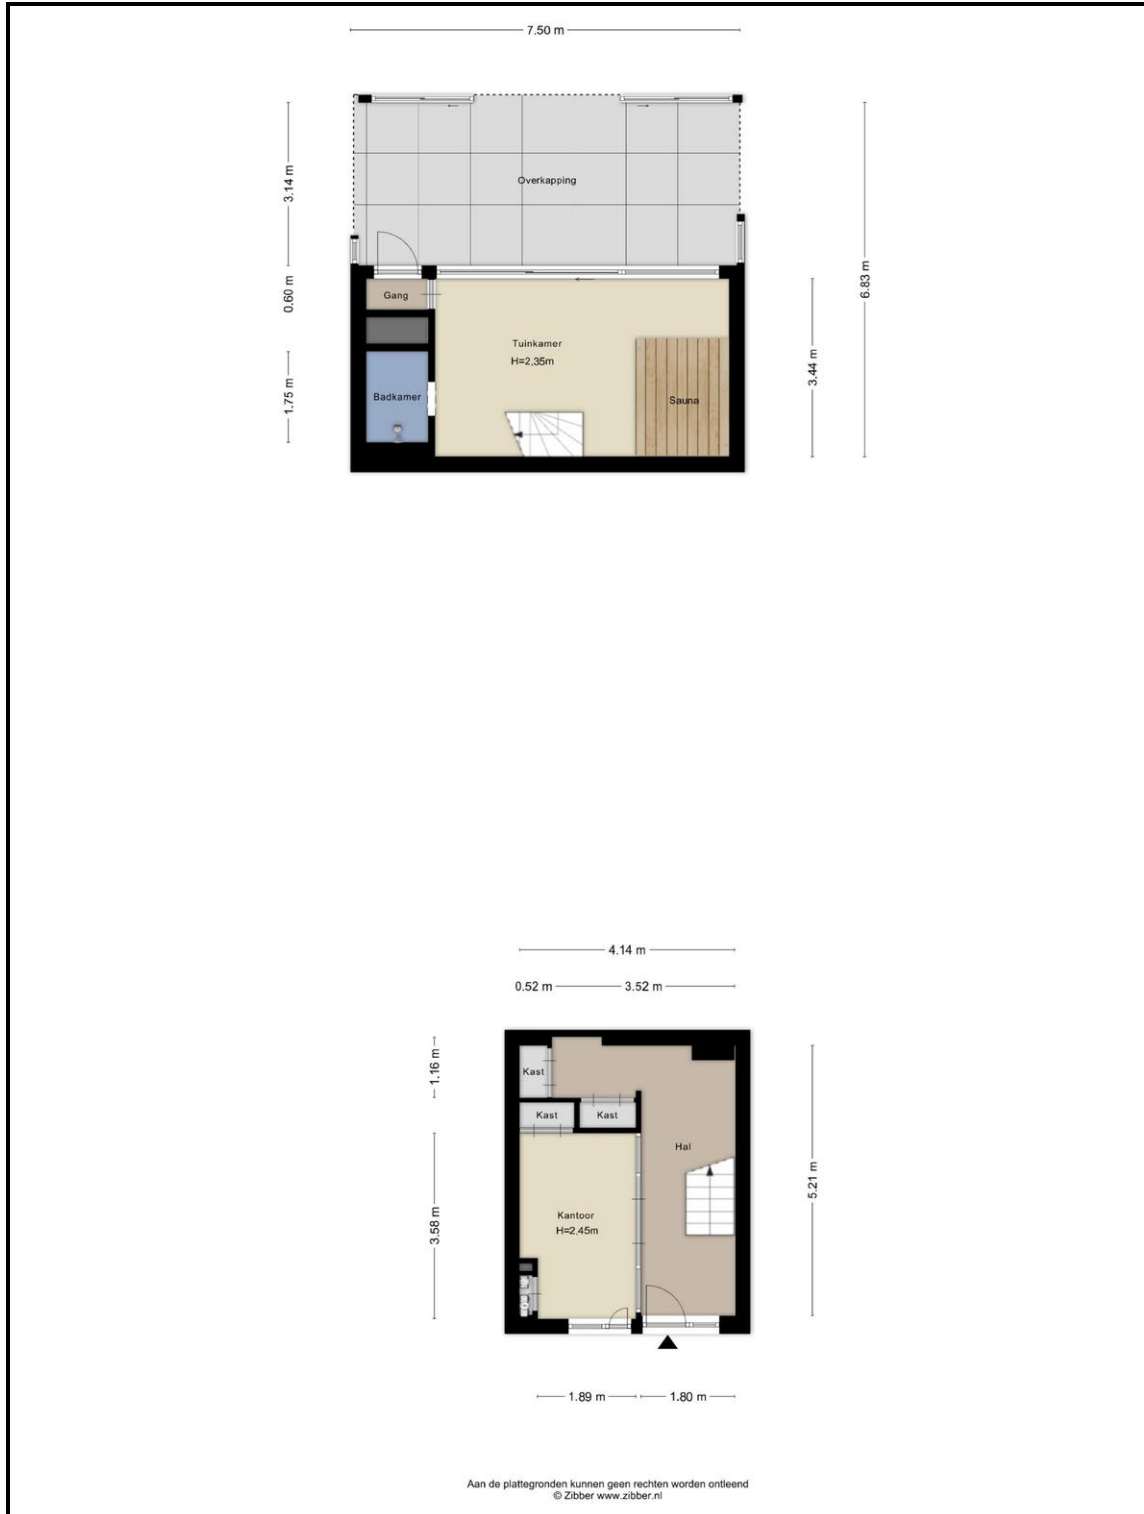 7.50 m
3.14 m
Overkapping
6.83 m
0.60 m
Gang
Tuinkamer
H=2,35m
3.44 m
1.75 m
Badkamer
Sauna
4.14 m
0.52 m
3.52 m
1.16 m
Kast
Kast
Kast
Hal
5.21 m
3.58 m
Kantoor
H=2,45m
1.89 m
1.80 m
Aan de plattegronden kunnen geen rechten worden ontleend
© Zibber www.zibber.nl